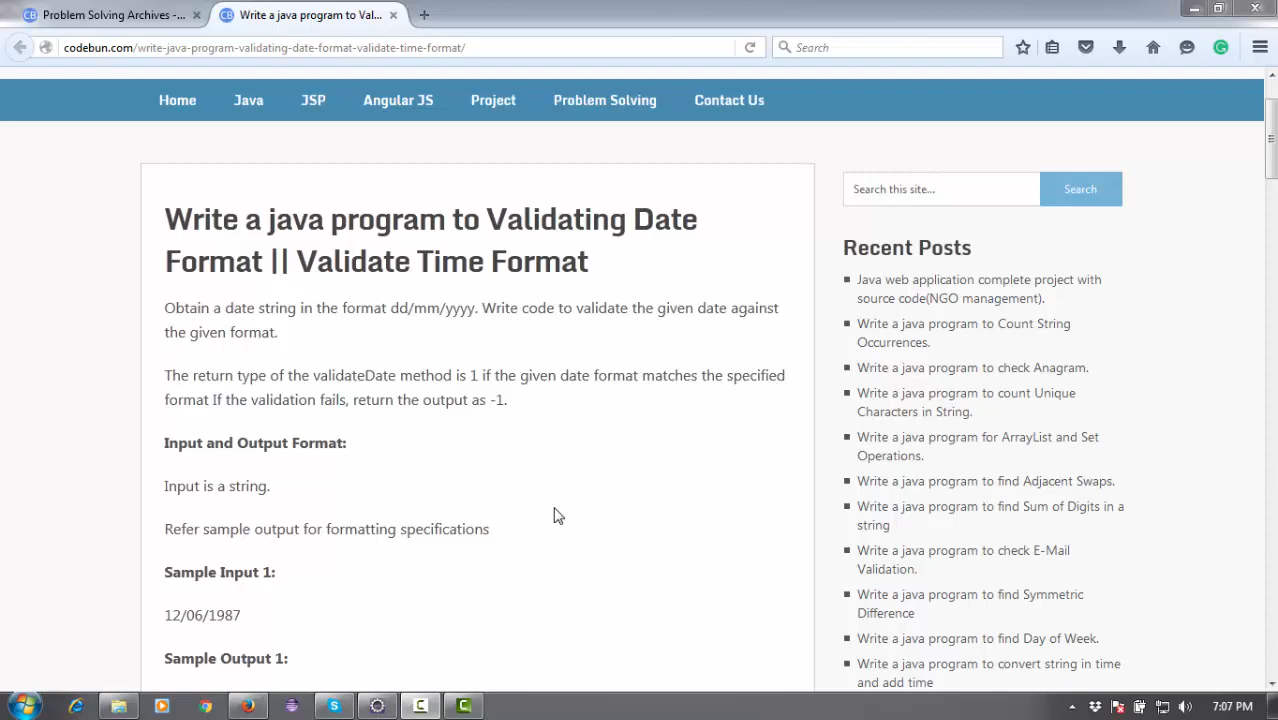 Problem Solving Archives -...
Write a java program to Val...
codebun.com/write-java-program-validating-date-format-validate-time-format/
Search
Home
Java
JSP
Angular JS
Project
Problem Solving
Contact Us
Write a java program to Validating Date
Format || Validate Time Format
Obtain a date string in the format dd/mm/yyyy. Write code to validate the given date against
the given format.
The return type of the validateDate method is 1 if the given date format matches the specified
format If the validation fails, return the output as -1.
Input and Output Format:
Input is a string.
Refer sample output for formatting specifications
Sample Input 1:
12/06/1987
Sample Output 1:
Search this site...
Search
Recent Posts
Java web application complete project with
source code(NGO management).
Write a java program to Count String
Occurrences.
Write a java program to check Anagram.
Write a java program to count Unique
Characters in String.
Write a java program for ArrayList and Set
Operations.
Write a java program to find Adjacent Swaps.
Write a java program to find Sum of Digits in a
string
Write a java program to check E-Mail
Validation.
Write a java program to find Symmetric
Difference
Write a java program to find Day of Week.
Write a java program to convert string in time
and add time
7:07 PM